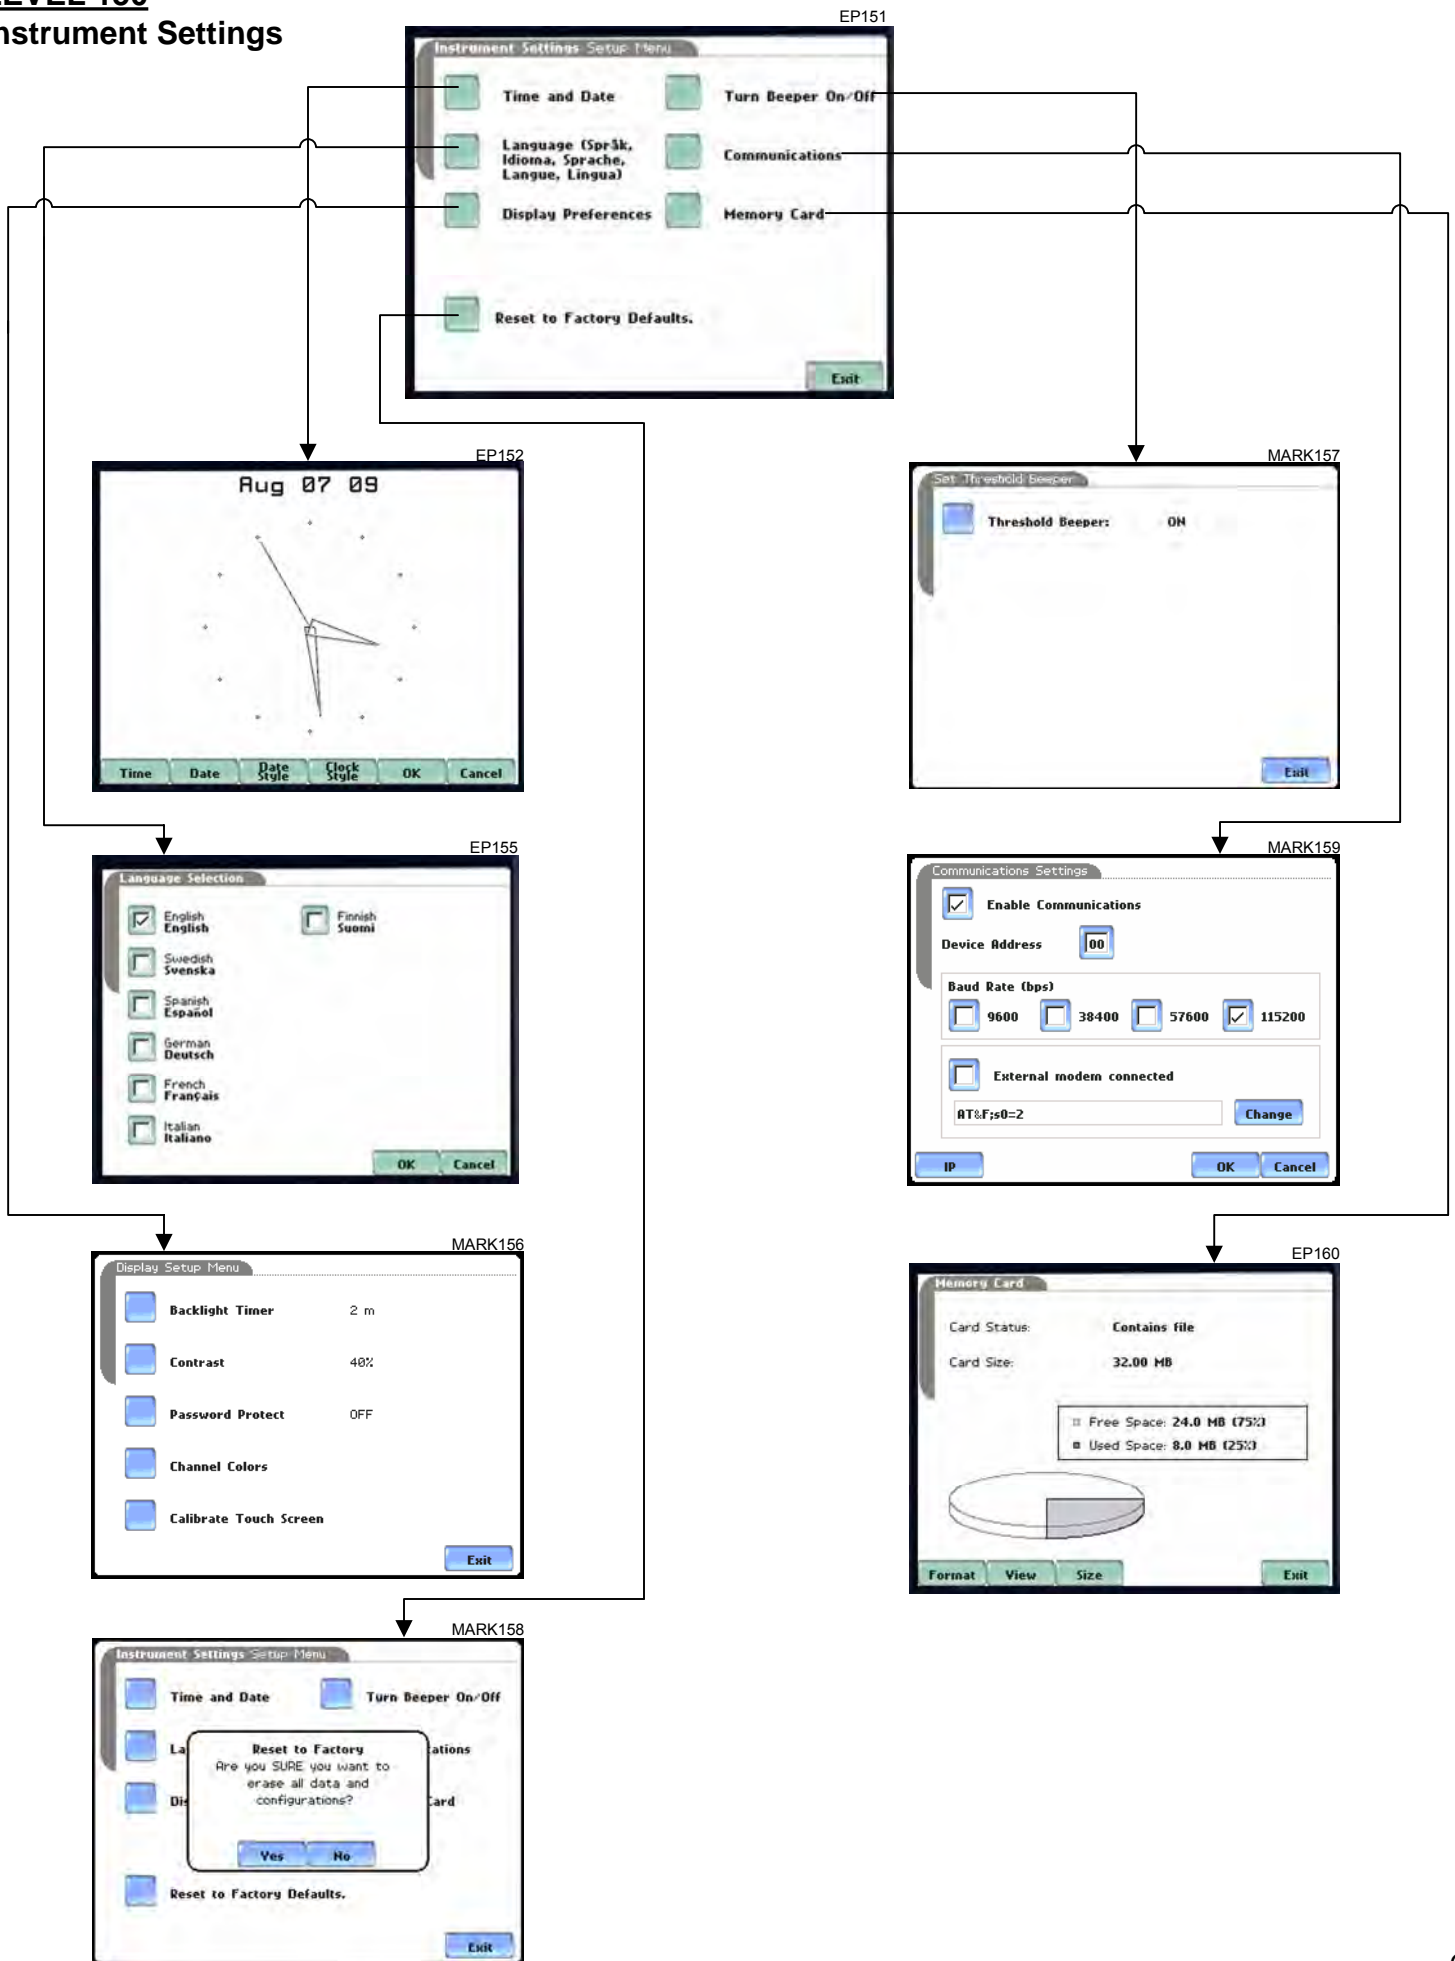 Instrument Settings
EP151
Instrument Settings Setup Menu
Time and Date
Turn Beeper On/Off
Language (Språk,
Idioma, Sprache,
Langue, Lingua)
Communications
Display Preferences
Memory Card
Reset to Factory Defaults.
Exit
EP152
Aug 07 09
Time
Date
Date
Style
Clock
Style
OK
Cancel
MARK157
Set Threshold Beeper
Threshold Beeper: ON
Exit
EP155
Language Selection
English
English
Finnish
Suomi
Swedish
Svenska
Spanish
Español
German
Deutsch
French
Français
Italian
Italiano
OK
Cancel
MARK159
Communications Settings
Enable Communications
Device Address 00
Baud Rate (bps)
9600 38400 57600 115200
External modem connected
AT&F;s0=2
Change
IP
OK
Cancel
MARK156
Display Setup Menu
Backlight Timer 2 m
Contrast 40%
Password Protect OFF
Channel Colors
Calibrate Touch Screen
Exit
EP160
Memory Card
Card Status: Contains file
Card Size: 32.00 MB
Free Space: 24.0 MB (75%)
Used Space: 8.0 MB (25%)
Format
View
Size
Exit
MARK158
Instrument Settings Setup Menu
Time and Date
Turn Beeper On/Off
La
ations
Dis
Card
Reset to Factory
Are you SURE you want to
erase all data and
configurations?
Yes
No
Reset to Factory Defaults.
Exit